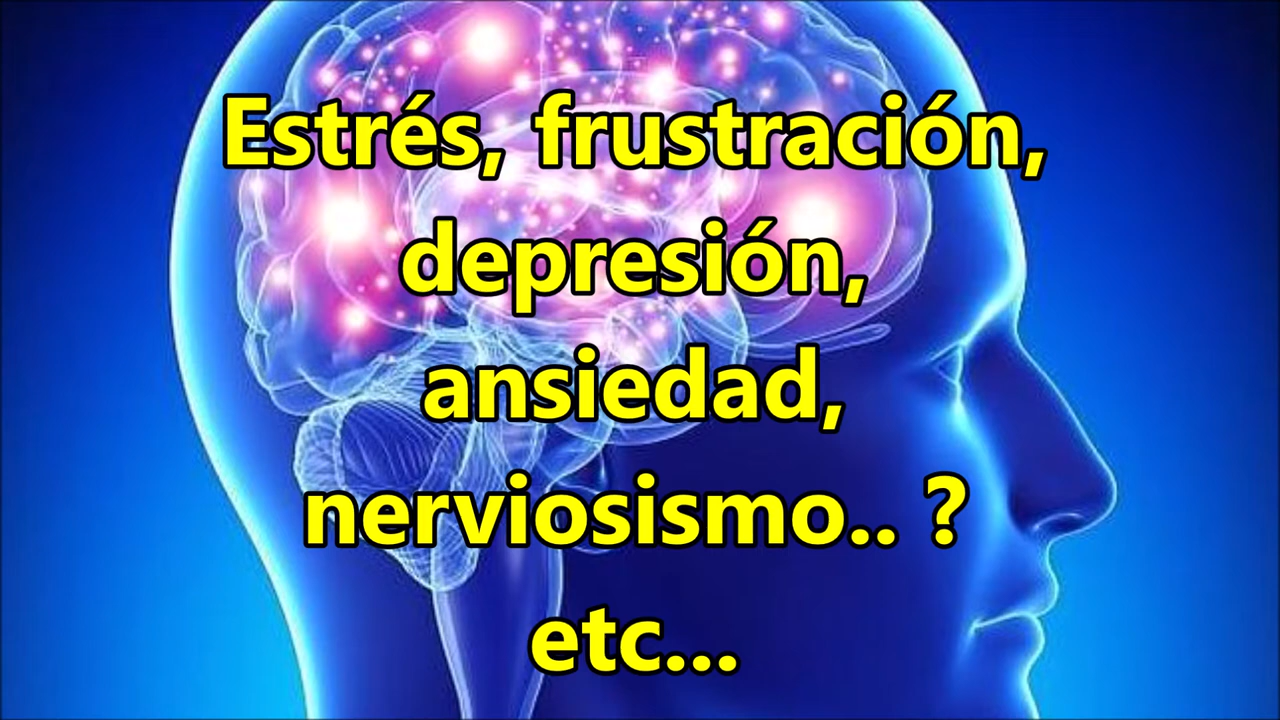 Estrés, frustración,
depresión,
ansiedad,
nerviosismo.. ?
etc...